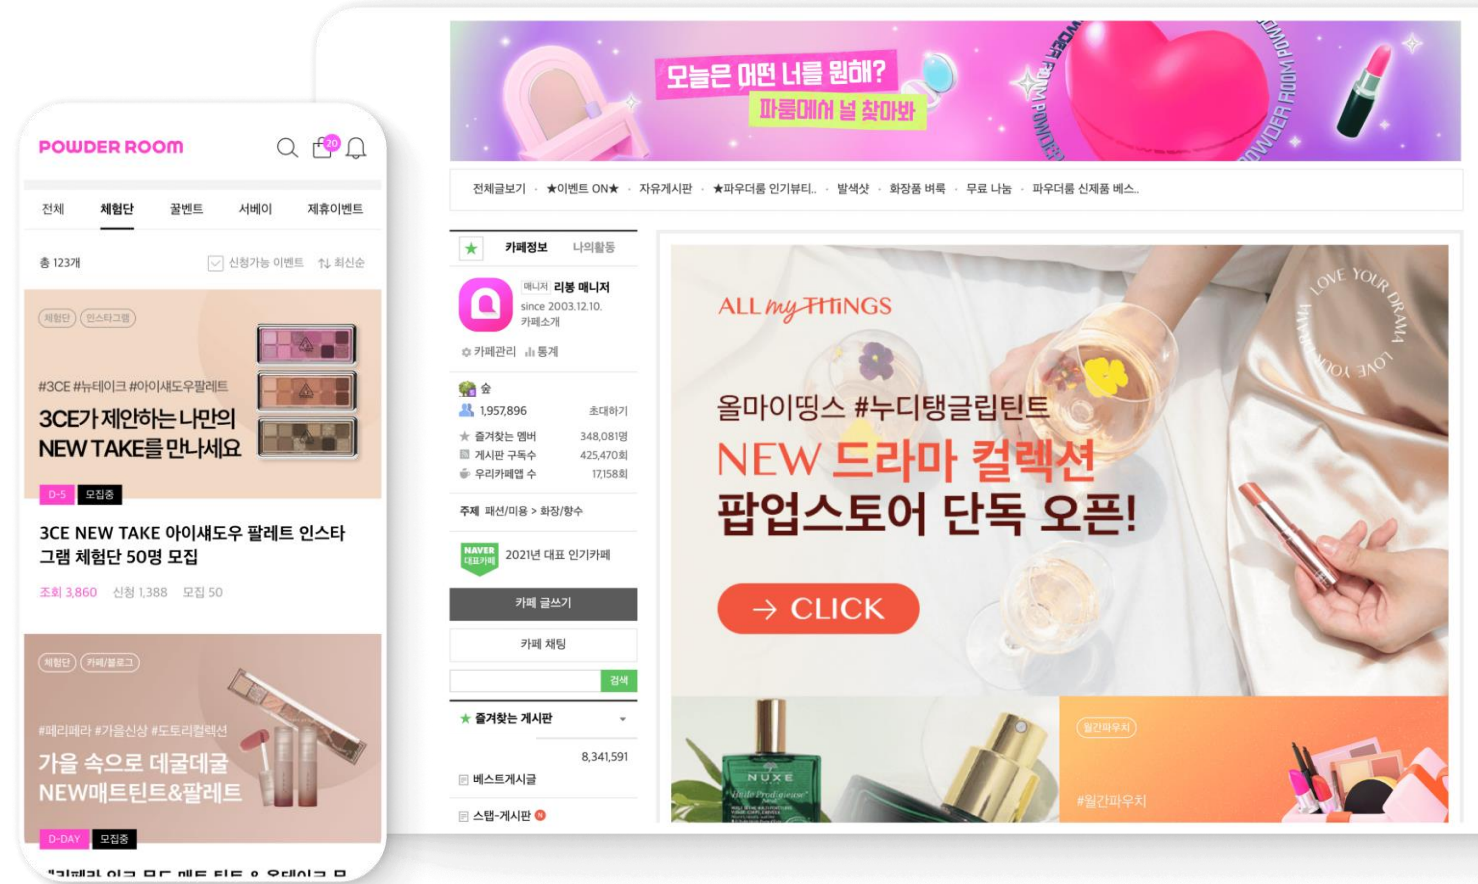 POWDER ROOM
20
전체 체험단 꿀벤트 서베이 제휴이벤트
총 123개 신청가능 이벤트 최신순
체험단 인스타그램
#3CE #뉴테이크 #아이섀도우팔레트
3CE가 제안하는 나만의
NEW TAKE를 만나세요
D-5 모집중
3CE NEW TAKE 아이섀도우 팔레트 인스타
그램 체험단 50명 모집
조회 3,860 신청 1,388 모집 50
체험단 카페/블로그
#페리페라 #가을신상 #도토리컬렉션
가을 속으로 데굴데굴
NEW매트틴트&팔레트
D-DAY 모집중
오늘은 어떤 너를 원해?
파룸에서 널 찾아봐
POWDER ROOM POWDER ROOM
전체글보기 · ★이벤트 ON★ · 자유게시판 · ★파우더룸 인기뷰티.. · 발색샷 · 화장품 벼룩 · 무료 나눔 · 파우더룸 신제품 베스..
카페정보 나의활동
매니저 리봉 매니저
since 2003.12.10.
카페소개
카페관리 통계
숲
1,957,896 초대하기
즐겨찾는 멤버 348,081명
게시판 구독수 425,470회
우리카페앱 수 17,158회
주제 패션/미용 > 화장/향수
NAVER
대표카페
2021년 대표 인기카페
카페 글쓰기
카페 채팅
검색
즐겨찾는 게시판
8,341,591
베스트게시글
스탭-게시판 N
ALL my THiNGS
LOVE YOUR DRAMA LOVE YOUR DRAMA
올마이띵스 #누디탱글립틴트
NEW 드라마 컬렉션
팝업스토어 단독 오픈!
→ CLICK
NUXE
Huile Prodigieuse
월간파우치
#월간파우치